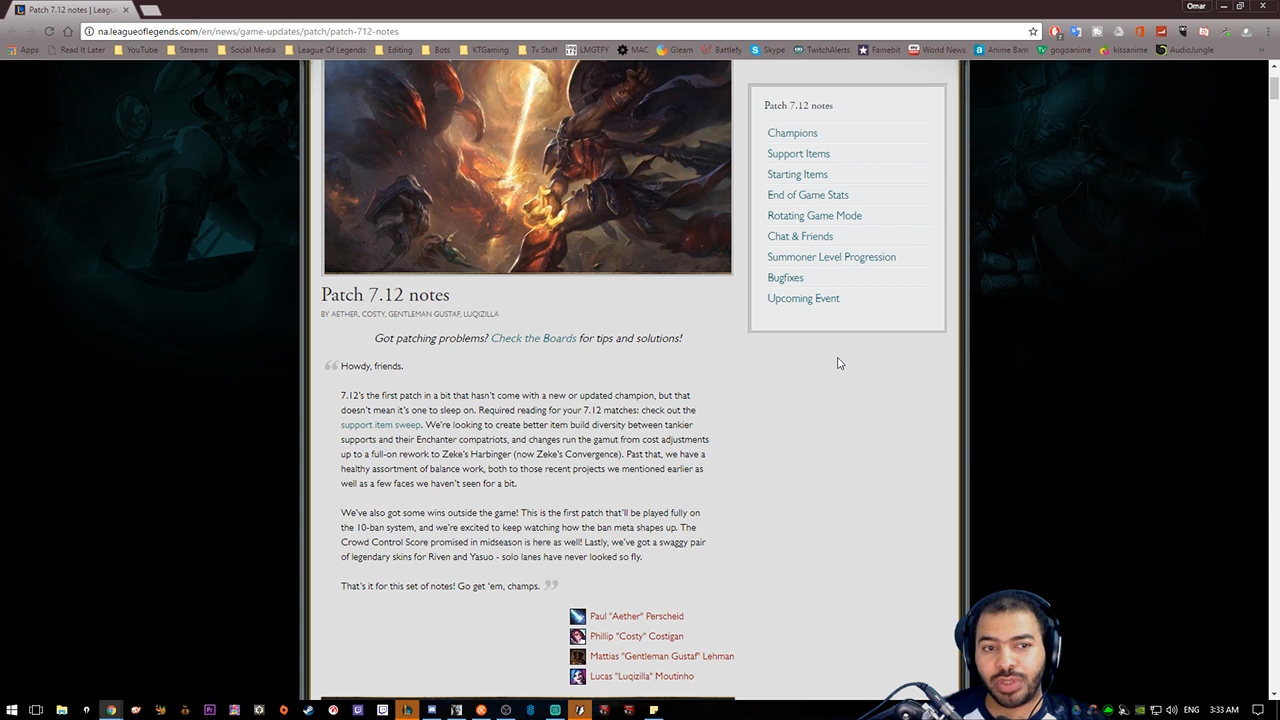 Patch 7.12 notes | Leagu
Omar
na.leagueoflegends.com/en/news/game-updates/patch/patch-712-notes
Apps Read It Later YouTube Streams Social Media League Of Legends Editing Bots KTGaming Tv Stuff LMGTFY MAC Gleam Battlefy Skype TwitchAlerts Famebit World News Anime Bam gogoanime kissanime AudioJungle
Patch 7.12 notes
Champions
Support Items
Starting Items
End of Game Stats
Rotating Game Mode
Chat & Friends
Summoner Level Progression
Bugfixes
Upcoming Event
Patch 7.12 notes
BY AETHER, COSTY, GENTLEMAN GUSTAF, LUQIZILLA
Got patching problems? Check the Boards for tips and solutions!
Howdy, friends.
7.12's the first patch in a bit that hasn't come with a new or updated champion, but that
doesn't mean it's one to sleep on. Required reading for your 7.12 matches: check out the
support item sweep. We're looking to create better item build diversity between tankier
supports and their Enchanter compatriots, and changes run the gamut from cost adjustments
up to a full-on rework to Zeke's Harbinger (now Zeke's Convergence). Past that, we have a
healthy assortment of balance work, both to those recent projects we mentioned earlier as
well as a few faces we haven't seen for a bit.
We've also got some wins outside the game! This is the first patch that'll be played fully on
the 10-ban system, and we're excited to keep watching how the ban meta shapes up. The
Crowd Control Score promised in midseason is here as well! Lastly, we've got a swaggy pair
of legendary skins for Riven and Yasuo - solo lanes have never looked so fly.
That's it for this set of notes! Go get 'em, champs.
Paul "Aether" Perscheid
Phillip "Costy" Costigan
Mattias "Gentleman Gustaf" Lehman
Lucas "Luqizilla" Moutinho
ENG 3:33 AM